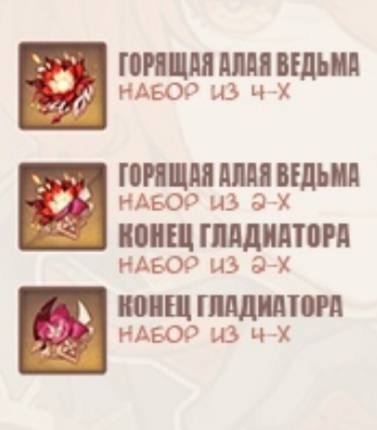 ГОРЯЩАЯ АЛАЯ ВЕДЬМА
НАБОР ИЗ 4-Х
ГОРЯЩАЯ АЛАЯ ВЕДЬМА
НАБОР ИЗ 2-Х
КОНЕЦ ГЛАДИАТОРА
НАБОР ИЗ 2-Х
КОНЕЦ ГЛАДИАТОРА
НАБОР ИЗ 4-Х